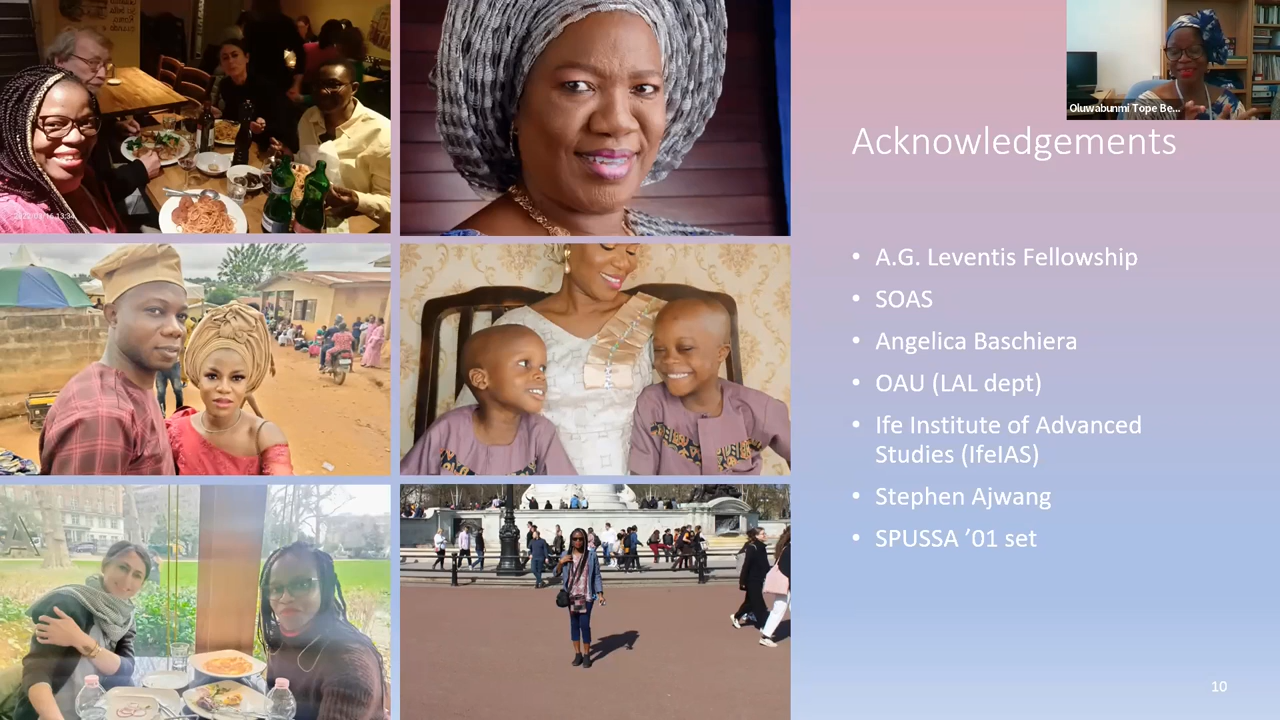 Oluwabunmi Tope Be...
Acknowledgements
• A.G. Leventis Fellowship
• SOAS
• Angelica Baschiera
• OAU (LAL dept)
• Ife Institute of Advanced
Studies (IfeIAS)
• Stephen Ajwang
• SPUSSA ’01 set
10